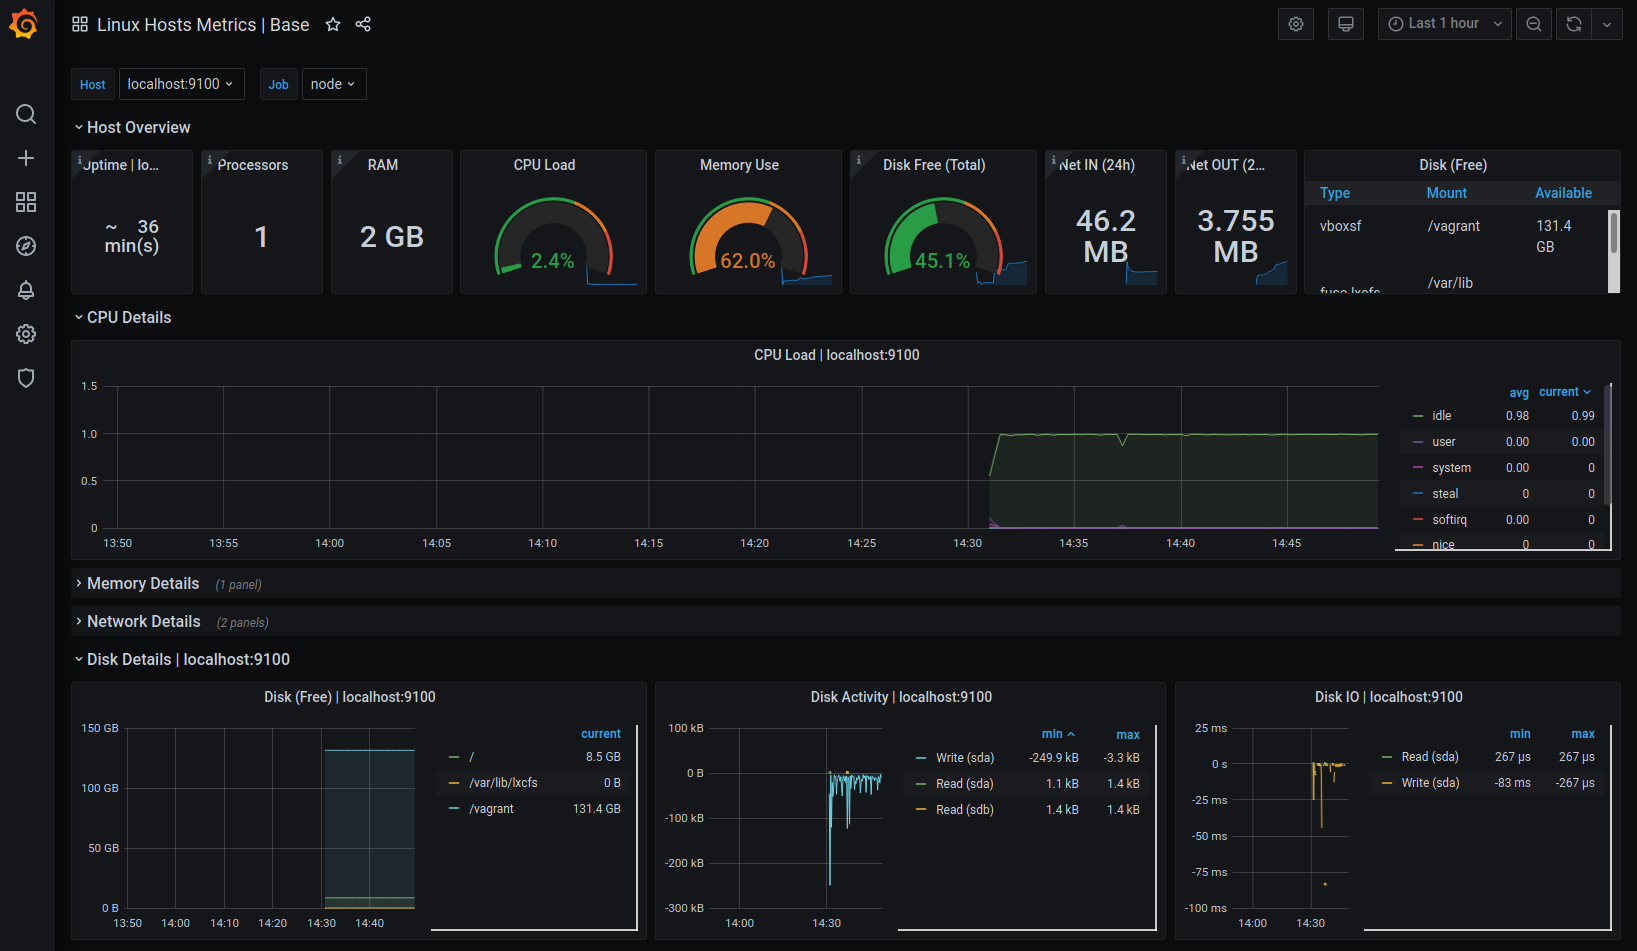 Linux Hosts Metrics | Base
Last 1 hour
Host
localhost:9100
Job
node
Host Overview
Uptime | lo...
~ 36
min(s)
Processors
1
RAM
2 GB
CPU Load
2.4%
Memory Use
62.0%
Disk Free (Total)
45.1%
Net IN (24h)
46.2
MB
Net OUT (2...
3.755
MB
Disk (Free)
Type Mount Available
vboxsf /vagrant 131.4
GB
/var/lib
fuse.lxcfs
CPU Details
CPU Load | localhost:9100
1.5
1.0
0.5
0
13:50 13:55 14:00 14:05 14:10 14:15 14:20 14:25 14:30 14:35 14:40 14:45
avg current
idle 0.98 0.99
user 0.00 0.00
system 0.00 0
steal 0 0
softirq 0.00 0
nice 0 0
Memory Details (1 panel)
Network Details (2 panels)
Disk Details | localhost:9100
Disk (Free) | localhost:9100
150 GB
100 GB
50 GB
0 B
13:50 14:00 14:10 14:20 14:30 14:40
current
/ 8.5 GB
/var/lib/lxcfs 0 B
/vagrant 131.4 GB
Disk Activity | localhost:9100
100 kB
0 B
-100 kB
-200 kB
-300 kB
14:00 14:30
min max
Write (sda) -249.9 kB -3.3 kB
Read (sda) 1.1 kB 1.4 kB
Read (sdb) 1.4 kB 1.4 kB
Disk IO | localhost:9100
25 ms
0 s
-25 ms
-50 ms
-75 ms
-100 ms
14:00 14:30
min max
Read (sda) 267 µs 267 µs
Write (sda) -83 ms -267 µs